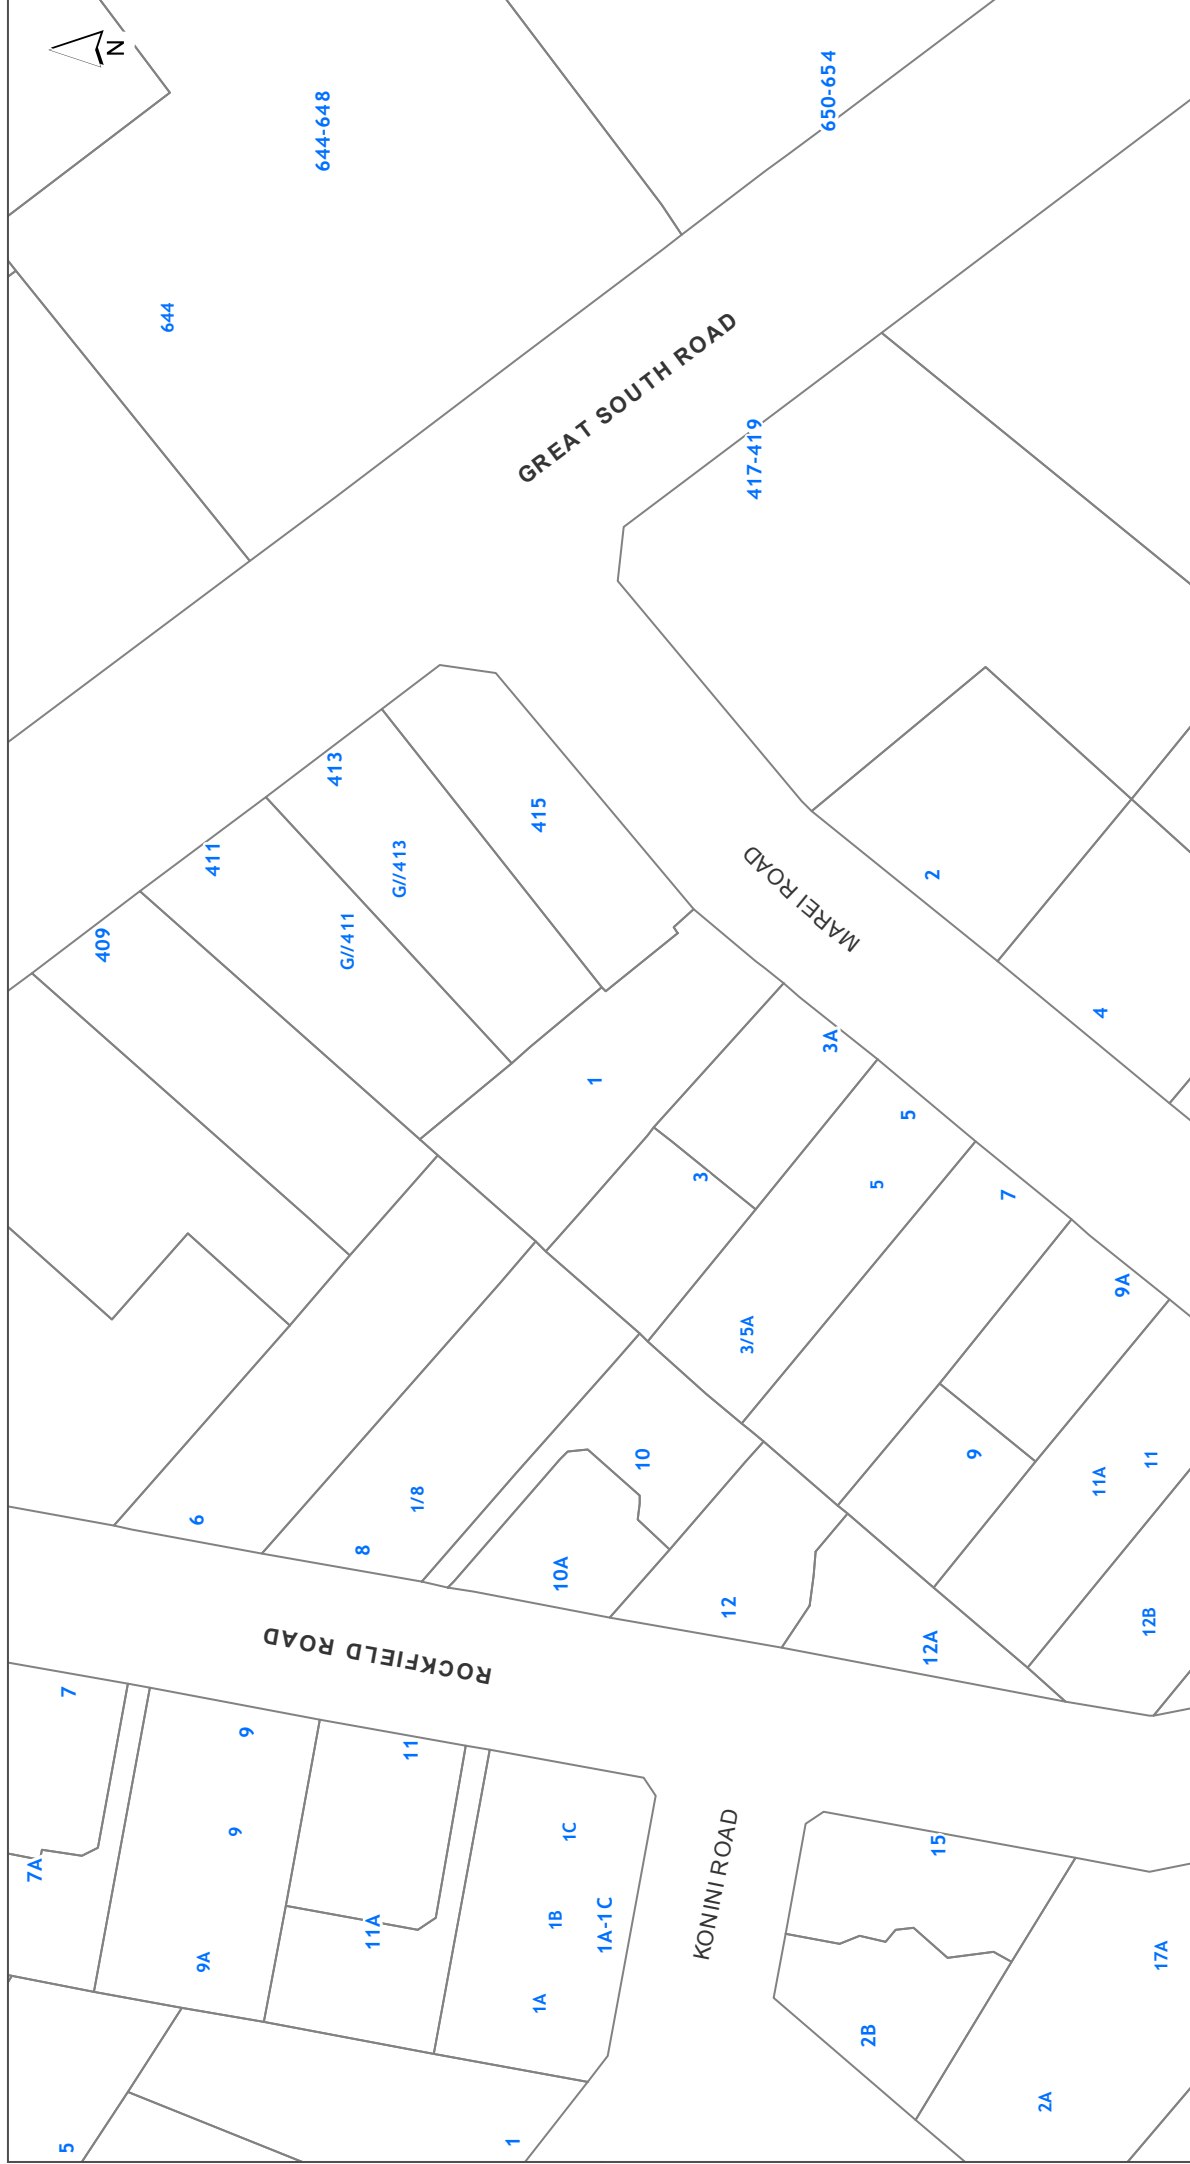 N
644-648
650-654
644
GREAT SOUTH ROAD
417-419
413
415
411
G//413
409
G//411
MAREI ROAD
2
4
3A
1
5
3
5
7
9A
3/5A
10
9
11
11A
1/8
6
8
10A
12
12B
12A
ROCKFIELD ROAD
7
9
11
9
1C
KONINI ROAD
15
7A
11A
1B
1A-1C
9A
17A
1A
2B
2A
5
1